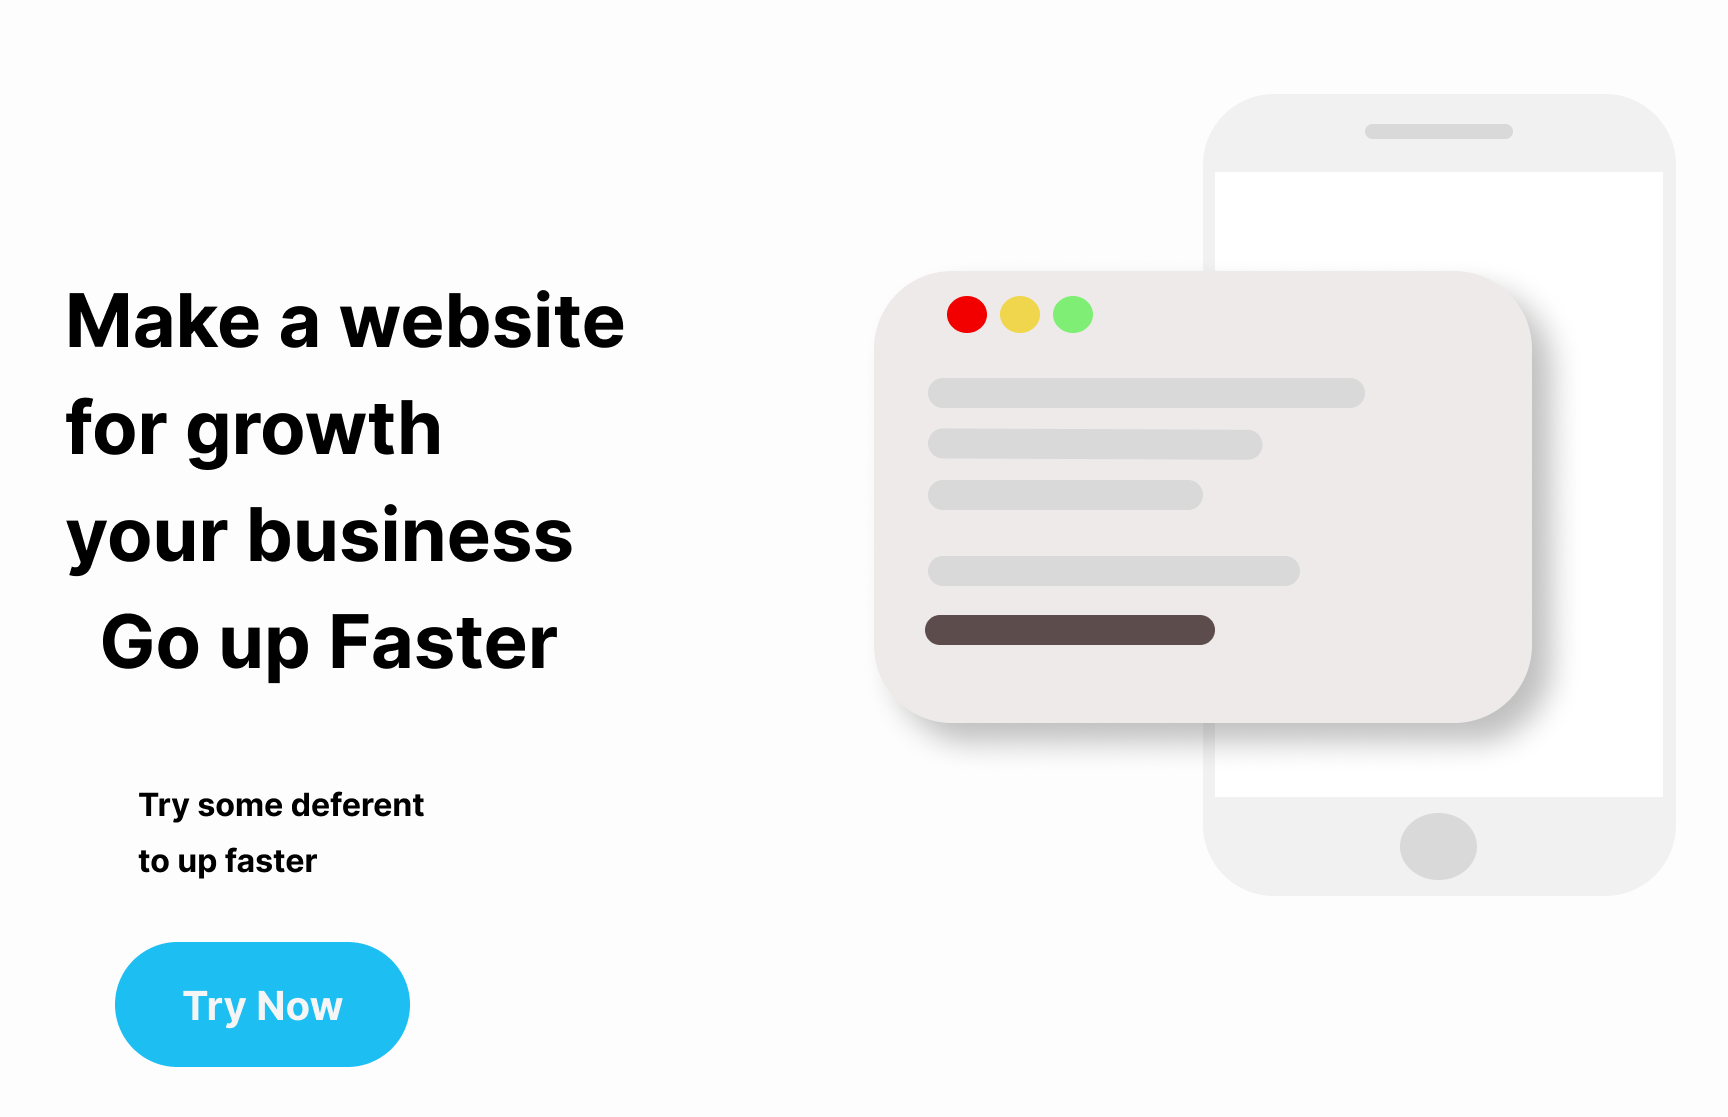 Make a website
for growth
your business
Go up Faster
Try some deferent
to up faster
Try Now